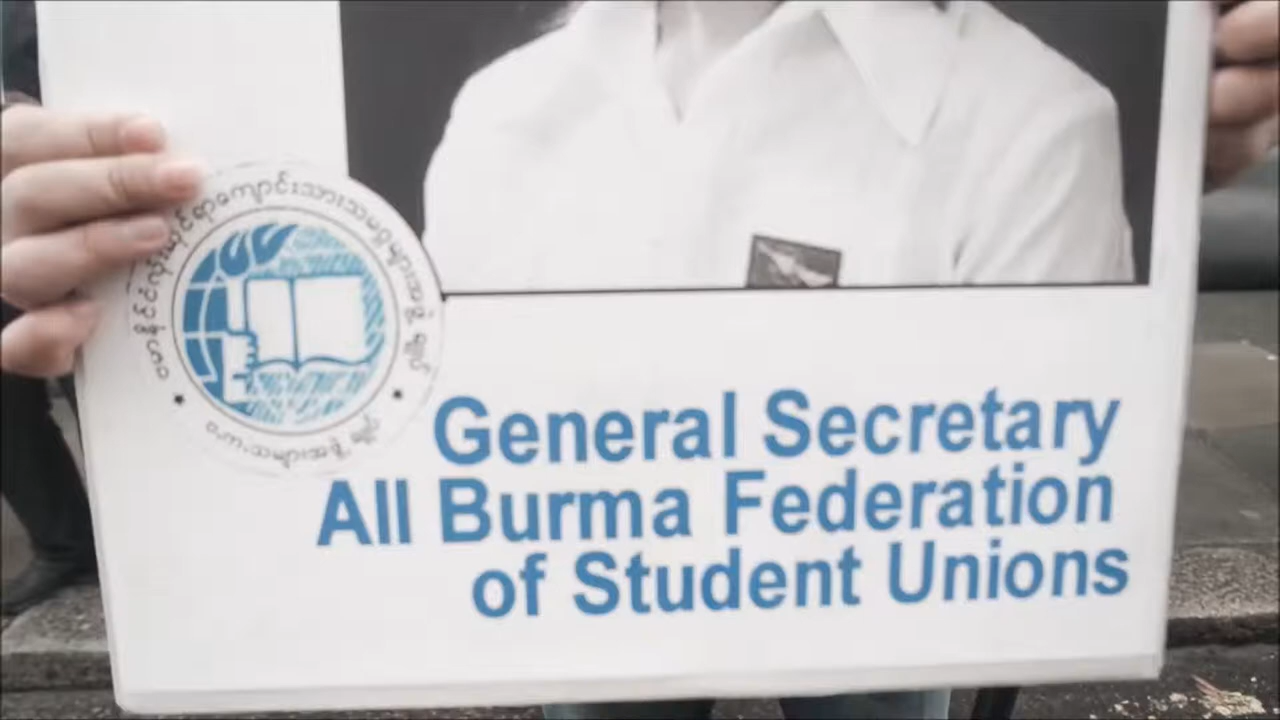 General Secretary
All Burma Federation
of Student Unions